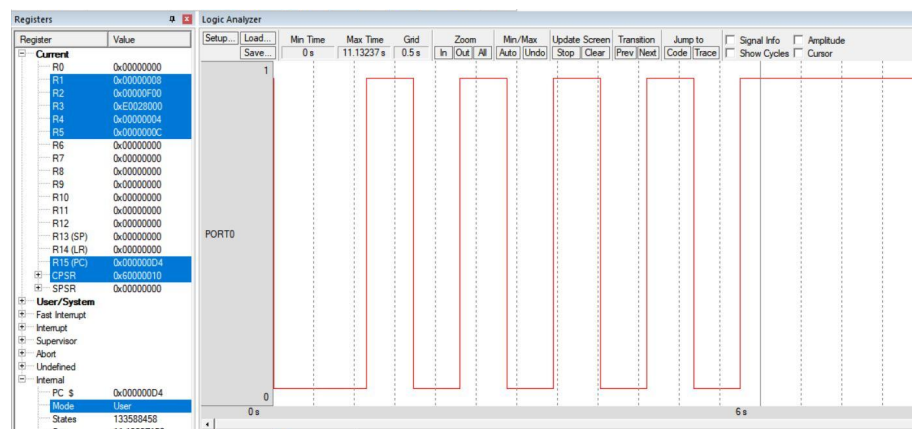 Registers
Register Value
Current
R0 0x00000000
R1 0x00000008
R2 0x00000F00
R3 0xE0028000
R4 0x00000004
R5 0x0000000C
R6 0x00000000
R7 0x00000000
R8 0x00000000
R9 0x00000000
R10 0x00000000
R11 0x00000000
R12 0x00000000
R13 (SP) 0x00000000
R14 (LR) 0x00000000
R15 (PC) 0x000000D4
CPSR 0x60000010
SPSR 0x00000000
User/System
Fast Interrupt
Interrupt
Supervisor
Abort
Undefined
Internal
PC $ 0x000000D4
Mode User
States 133588458
Logic Analyzer
Setup... Load... Min Time Max Time Grid Zoom Min/Max Update Screen Transition Jump to Signal Info Amplitude
Save... 0 s 11.13237 s 0.5 s In Out All Auto Undo Stop Clear Prev Next Code Trace Show Cycles Cursor
1
PORT0
0
0 s 6 s